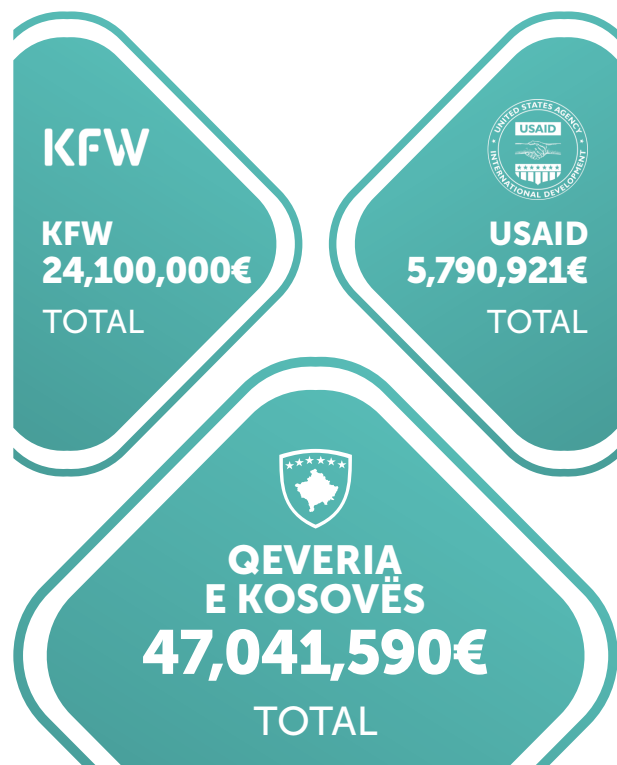 KFW
KFW
24,100,000€
TOTAL
UNITED STATES AGENCY
USAID
INTERNATIONAL DEVELOPMENT
USAID
5,790,921€
TOTAL
QEVERIA
E KOSOVËS
47,041,590€
TOTAL